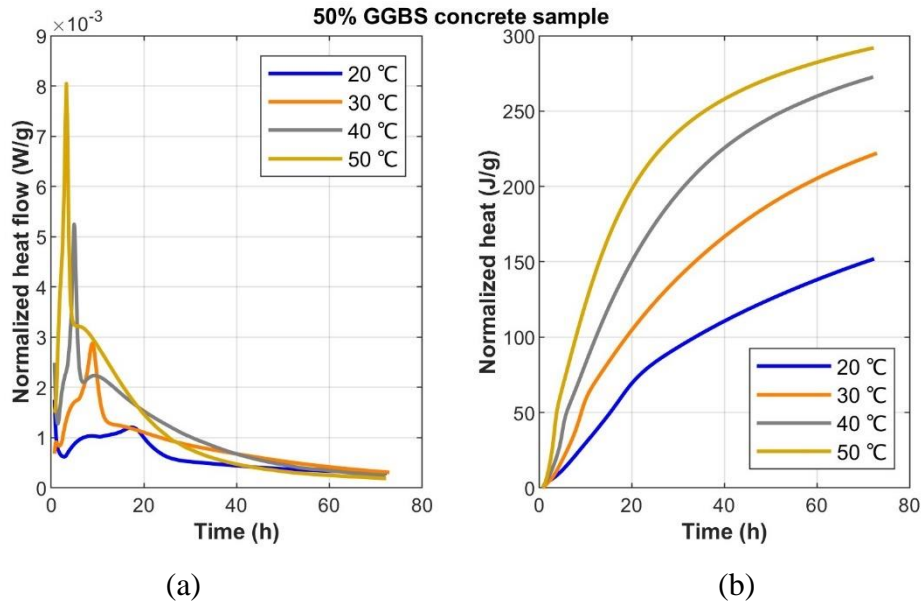 50% GGBS concrete sample
×10⁻³
9
8
7
6
5
4
3
2
1
0
Normalized heat flow (W/g)
0 20 40 60 80
Time (h)
20 ℃
30 ℃
40 ℃
50 ℃
(a)
300
250
200
150
100
50
0
Normalized heat (J/g)
0 20 40 60 80
Time (h)
20 ℃
30 ℃
40 ℃
50 ℃
(b)